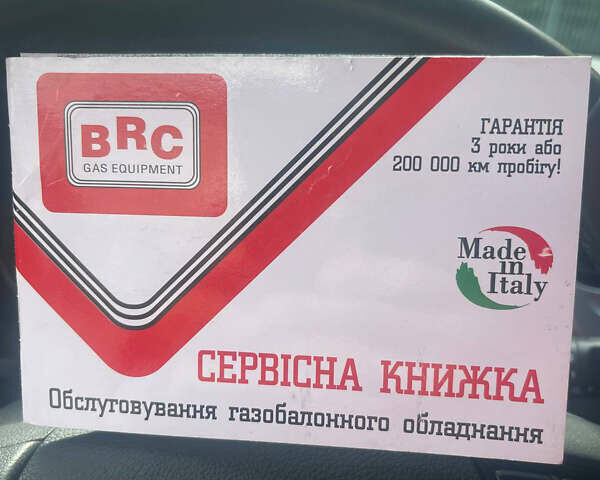 BRC
GAS EQUIPMENT
ГАРАНТІЯ
3 роки або
200 000 км пробігу!
Made
in
Italy
СЕРВІСНА КНИЖКА
Обслуговування газобалонного обладнання